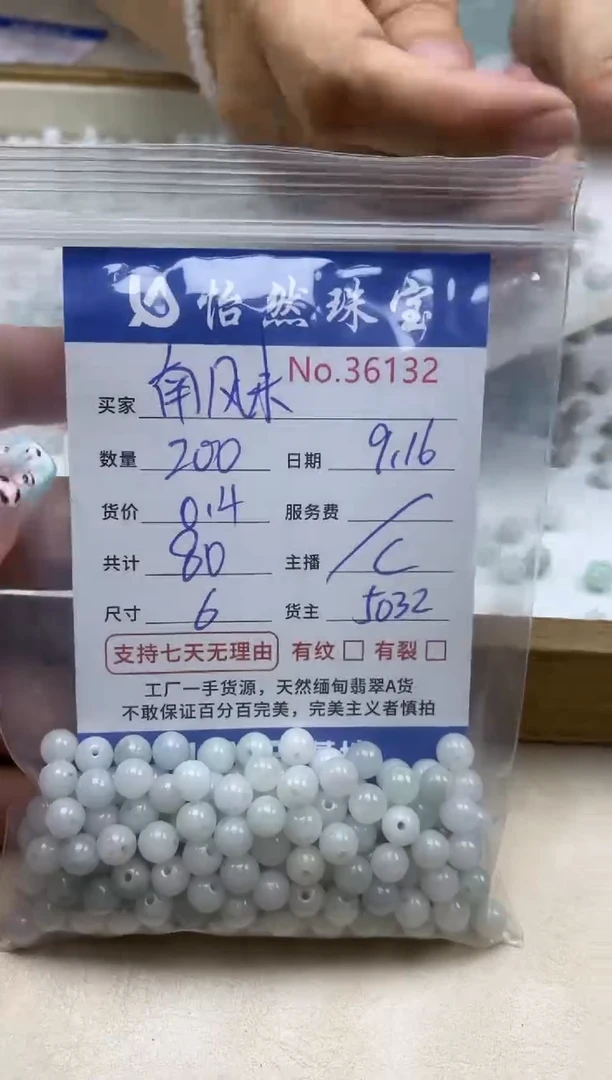 怡然珠宝
No.36132
买家 南风未
数量 200 日期 9.16
货价 0.4 服务费 /
共计 80 主播 C
尺寸 6 货主 5032
支持七天无理由 有纹□ 有裂□
工厂一手货源，天然缅甸翡翠A货
不敢保证百分百完美，完美主义者慎拍